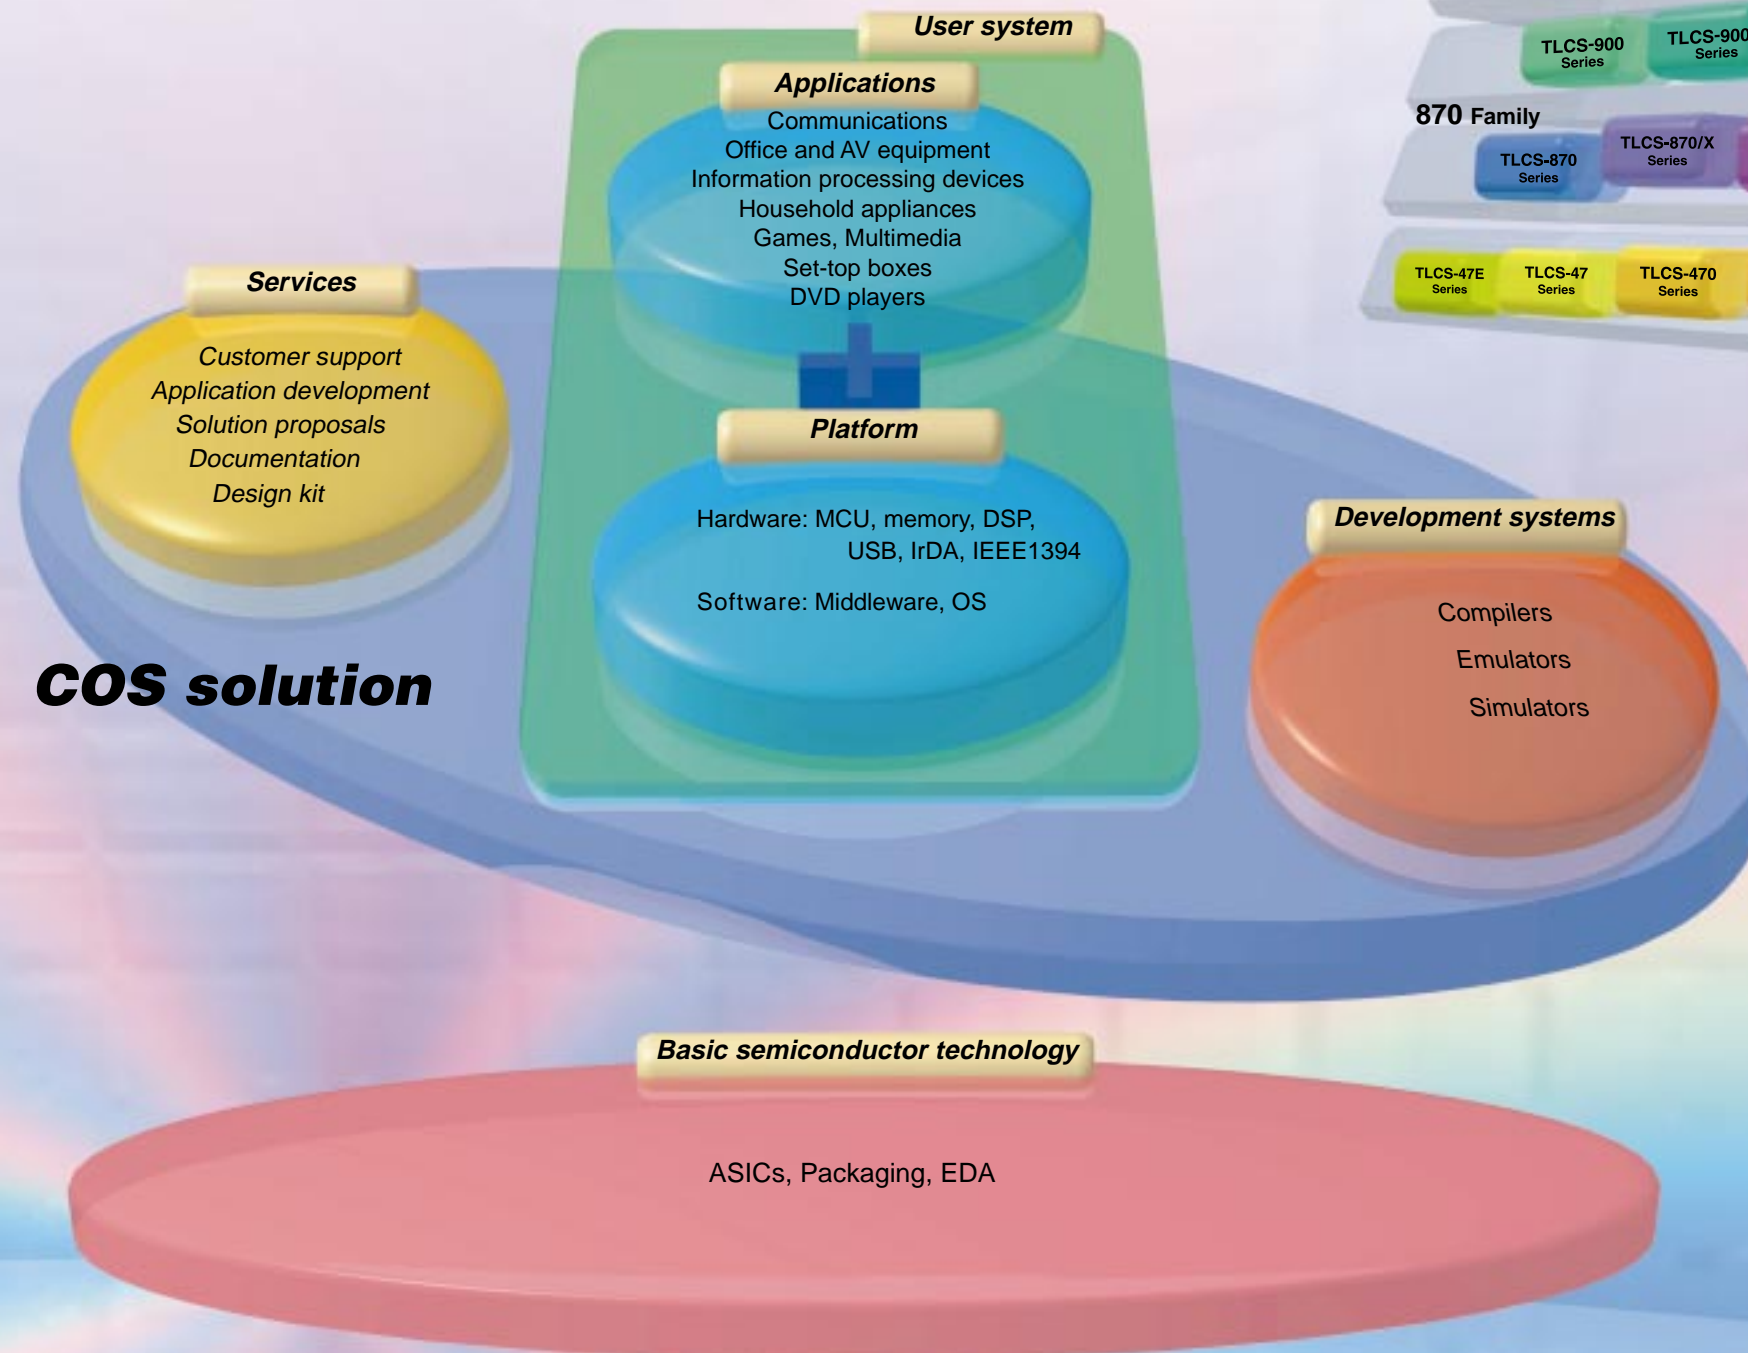 User system
Applications
Communications
Office and AV equipment
Information processing devices
Household appliances
Games, Multimedia
Set-top boxes
DVD players
Platform
Hardware: MCU, memory, DSP,
USB, IrDA, IEEE1394
Software: Middleware, OS
Services
Customer support
Application development
Solution proposals
Documentation
Design kit
COS solution
Development systems
Compilers
Emulators
Simulators
Basic semiconductor technology
ASICs, Packaging, EDA
TLCS-900
Series
TLCS-900
Series
870 Family
TLCS-870
Series
TLCS-870/X
Series
TLCS-47E
Series
TLCS-47
Series
TLCS-470
Series